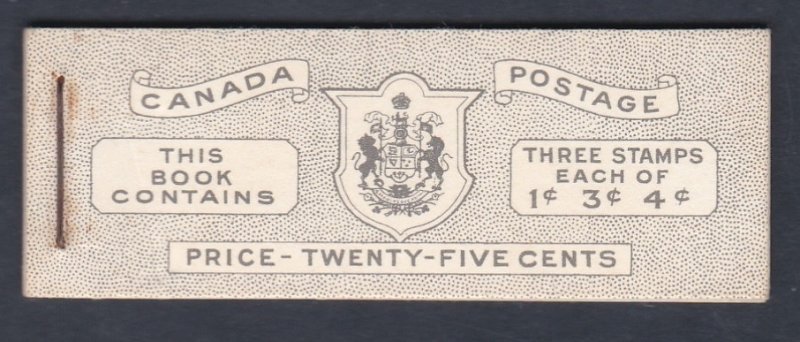 CANADA POSTAGE
THIS
BOOK
CONTAINS
THREE STAMPS
EACH OF
1¢ 3¢ 4¢
PRICE - TWENTY-FIVE CENTS